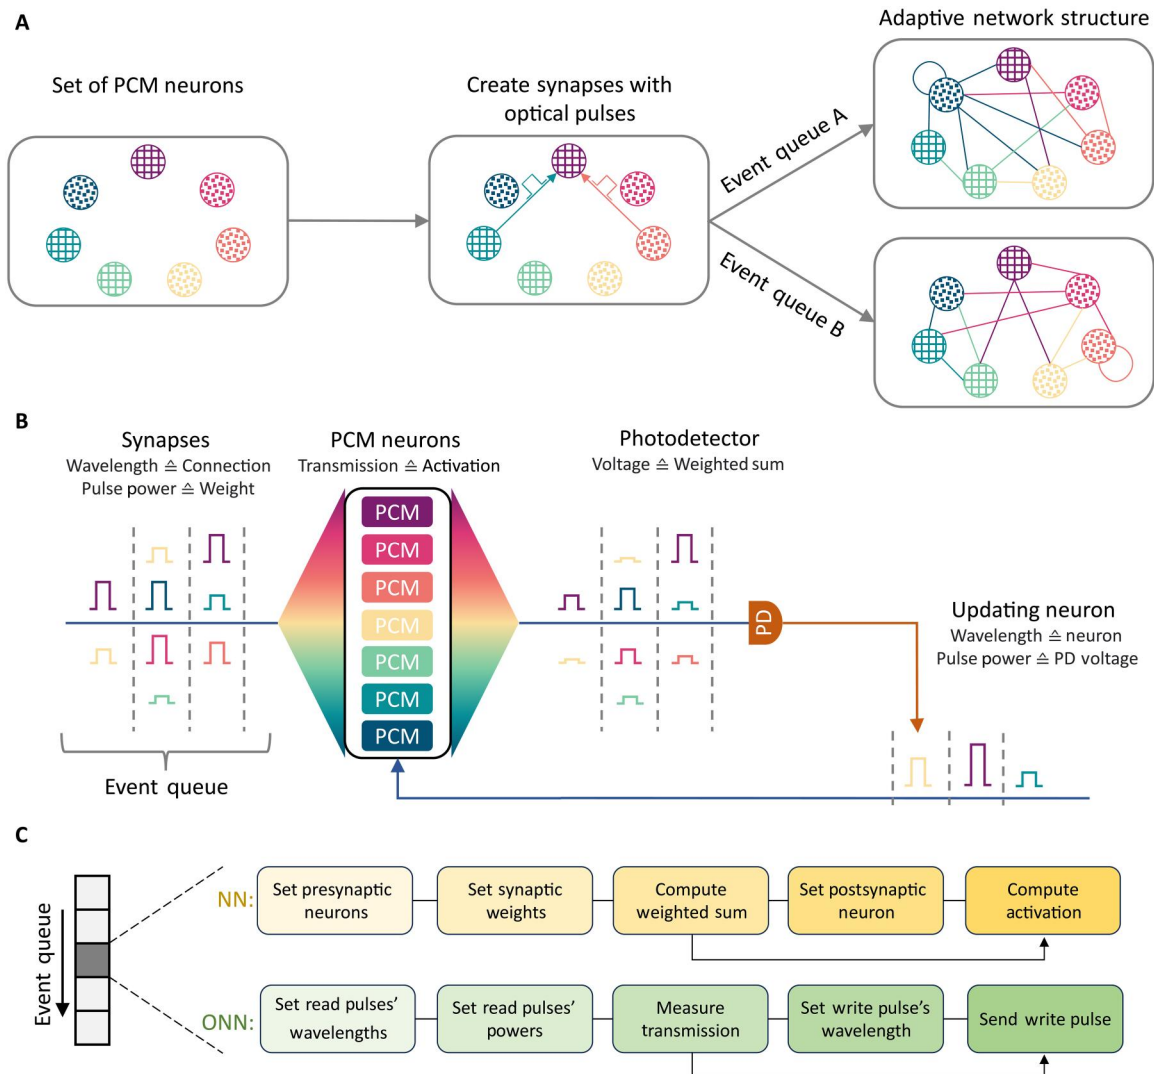 A
Adaptive network structure
Set of PCM neurons
Create synapses with
optical pulses
Event queue A
Event queue B
B
Synapses
Wavelength ≙ Connection
Pulse power ≙ Weight
PCM neurons
Transmission ≙ Activation
Photodetector
Voltage ≙ Weighted sum
PCM
PCM
PCM
PCM
PCM
PCM
PCM
PD
Updating neuron
Wavelength ≙ neuron
Pulse power ≙ PD voltage
Event queue
C
Event queue
NN:
Set presynaptic
neurons
Set synaptic
weights
Compute
weighted sum
Set postsynaptic
neuron
Compute
activation
ONN:
Set read pulses’
wavelengths
Set read pulses’
powers
Measure
transmission
Set write pulse’s
wavelength
Send write pulse